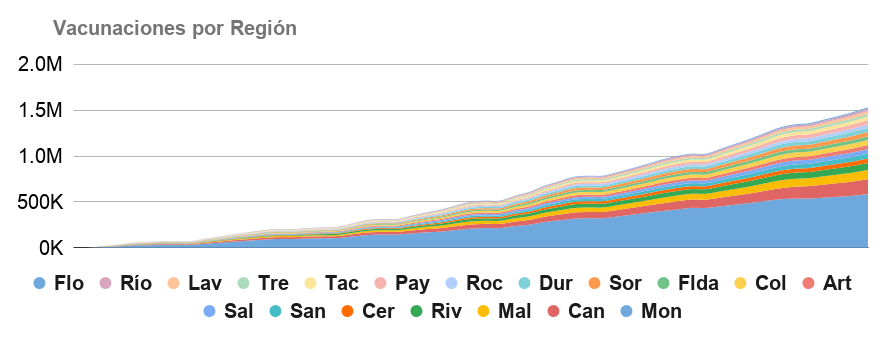 Vacunaciones por Región
2.0M
1.5M
1.0M
500K
0K
Flo Río Lav Tre Tac Pay Roc Dur Sor Flda Col Art
Sal San Cer Riv Mal Can Mon